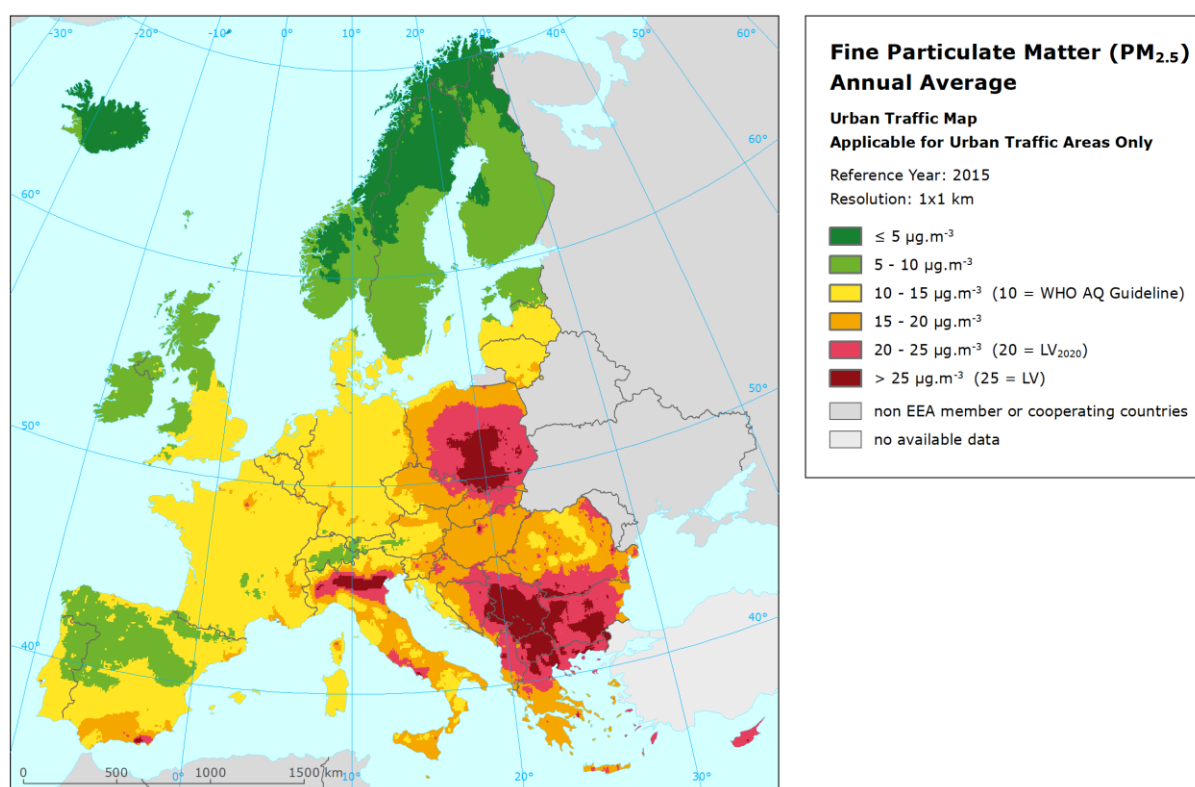 -30° -20° -10° 0° 10° 20° 30° 40° 50° 60°
60°
60°
50°
50°
40°
40°
0 500 1000 1500 km
0° 10° 20° 30°
Fine Particulate Matter (PM₂.₅)
Annual Average
Urban Traffic Map
Applicable for Urban Traffic Areas Only
Reference Year: 2015
Resolution: 1x1 km
≤ 5 µg.m⁻³
5 - 10 µg.m⁻³
10 - 15 µg.m⁻³ (10 = WHO AQ Guideline)
15 - 20 µg.m⁻³
20 - 25 µg.m⁻³ (20 = LV₂₀₂₀)
> 25 µg.m⁻³ (25 = LV)
non EEA member or cooperating countries
no available data